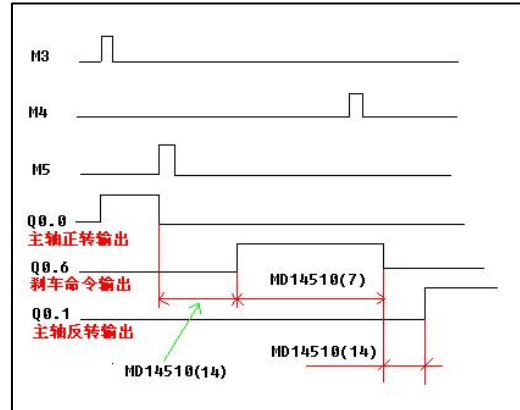 M3
M4
M5
Q0.0
主轴正转输出
Q0.6
刹车命令输出
MD14510(7)
Q0.1
主轴反转输出
MD14510(14)
MD14510(14)